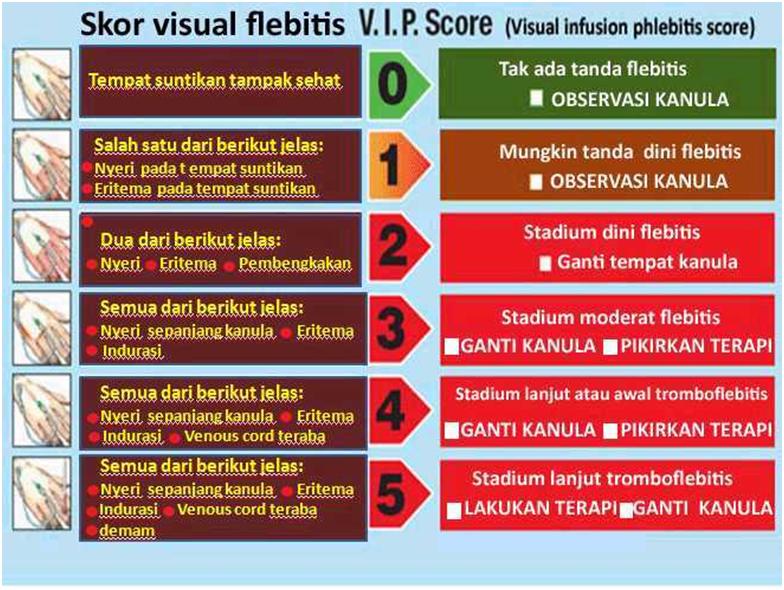 Skor visual flebitis V.I.P. Score (Visual infusion phlebitis score)
Tempat suntikan tampak sehat
0
Tak ada tanda flebitis
OBSERVASI KANULA
Salah satu dari berikut jelas:
Nyeri pada t empat suntikan
Eritema pada tempat suntikan
1
Mungkin tanda dini flebitis
OBSERVASI KANULA
Dua dari berikut jelas:
Nyeri Eritema Pembengkakan
2
Stadium dini flebitis
Ganti tempat kanula
Semua dari berikut jelas:
Nyeri sepanjang kanula Eritema
Indurasi
3
Stadium moderat flebitis
GANTI KANULA PIKIRKAN TERAPI
Semua dari berikut jelas:
Nyeri sepanjang kanula Eritema
Indurasi Venous cord teraba
4
Stadium lanjut atau awal tromboflebitis
GANTI KANULA PIKIRKAN TERAPI
Semua dari berikut jelas:
Nyeri sepanjang kanula Eritema
Indurasi Venous cord teraba
demam
5
Stadium lanjut tromboflebitis
LAKUKAN TERAPI GANTI KANULA